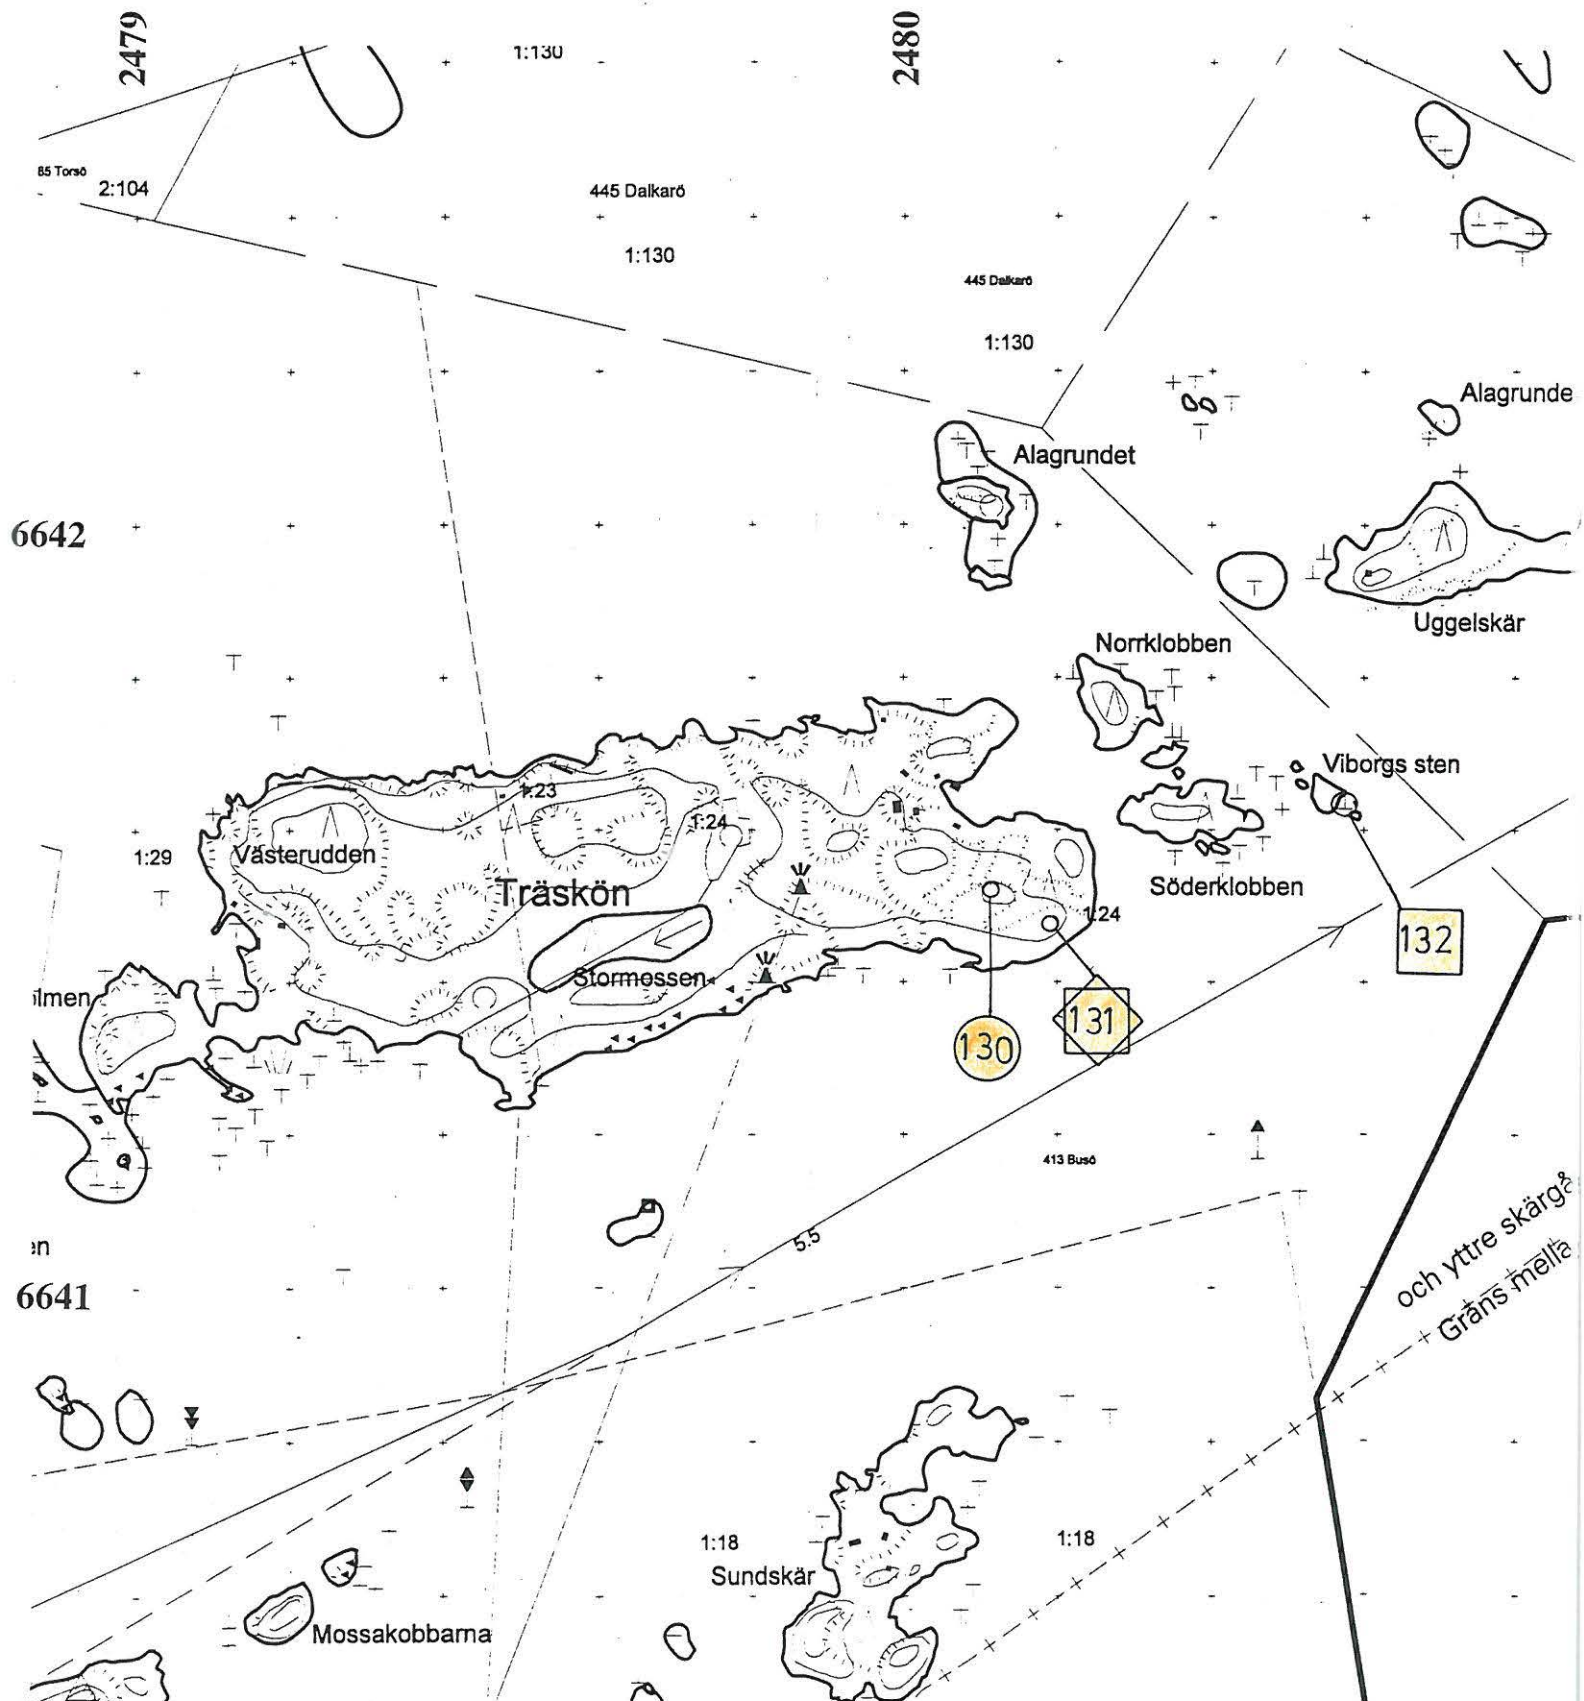 2479
2480
1:130
85 Torsö
2:104
445 Dalkarö
1:130
445 Dalkarö
1:130
Alagrunde
Alagrundet
6642
Uggelskär
Norrklobben
Viborgs sten
1:23
1:24
1:29
Västerudden
Träskön
Söderklobben
1:24
132
Stormossen
ilmen
131
130
413 Busö
5.5
en
och yttre skärgå
6641
Gräns mella
1:18
1:18
Sundskär
Mossakobbarna